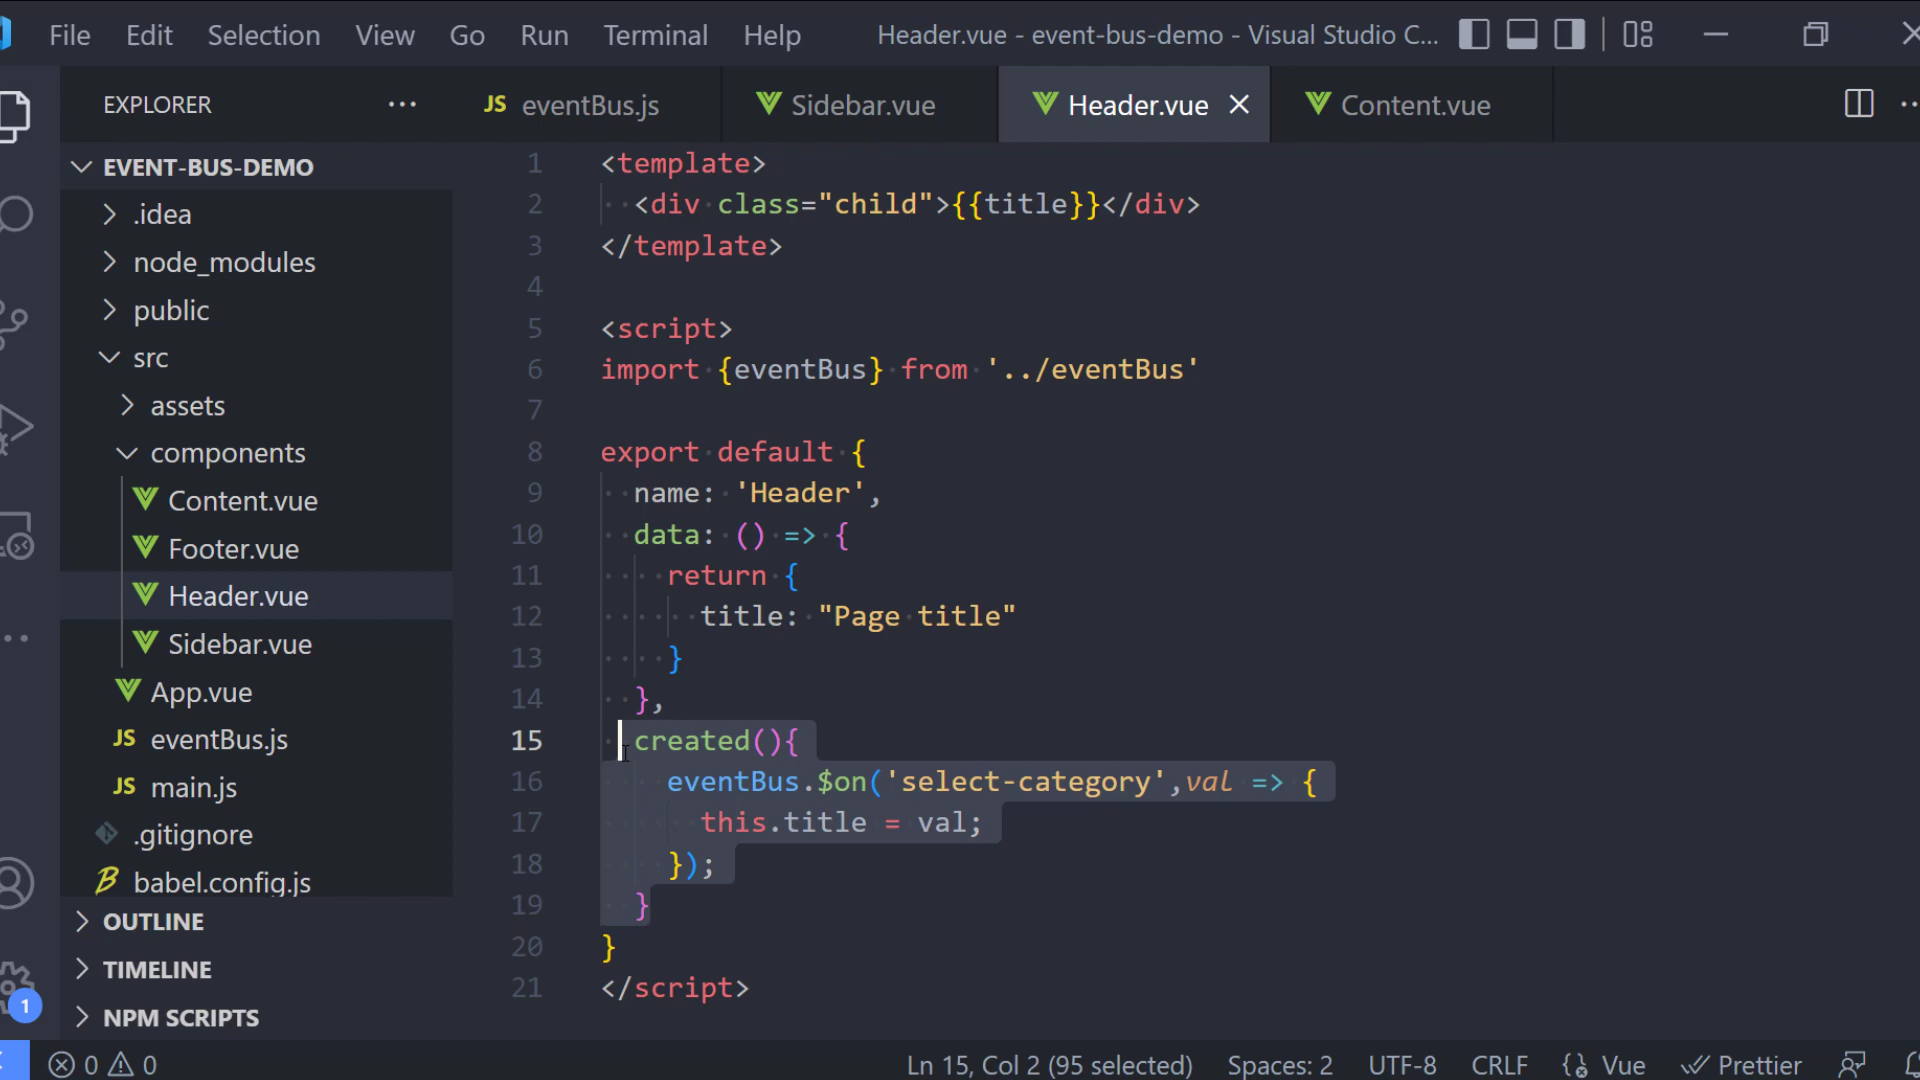 File Edit Selection View Go Run Terminal Help Header.vue - event-bus-demo - Visual Studio C...
EXPLORER ...
JS eventBus.js Sidebar.vue Header.vue Content.vue
EVENT-BUS-DEMO
.idea
node_modules
public
src
assets
components
Content.vue
Footer.vue
Header.vue
Sidebar.vue
App.vue
JS eventBus.js
JS main.js
.gitignore
babel.config.js
OUTLINE
TIMELINE
NPM SCRIPTS
1 <template>
2 <div class="child">{{title}}</div>
3 </template>
4
5 <script>
6 import {eventBus} from '../eventBus'
7
8 export default {
9 name: 'Header',
10 data: () => {
11 return {
12 title: "Page title"
13 }
14 },
15 created(){
16 eventBus.$on('select-category',val => {
17 this.title = val;
18 });
19 }
20 }
21 </script>
1
0 0 Ln 15, Col 2 (95 selected) Spaces: 2 UTF-8 CRLF Vue Prettier